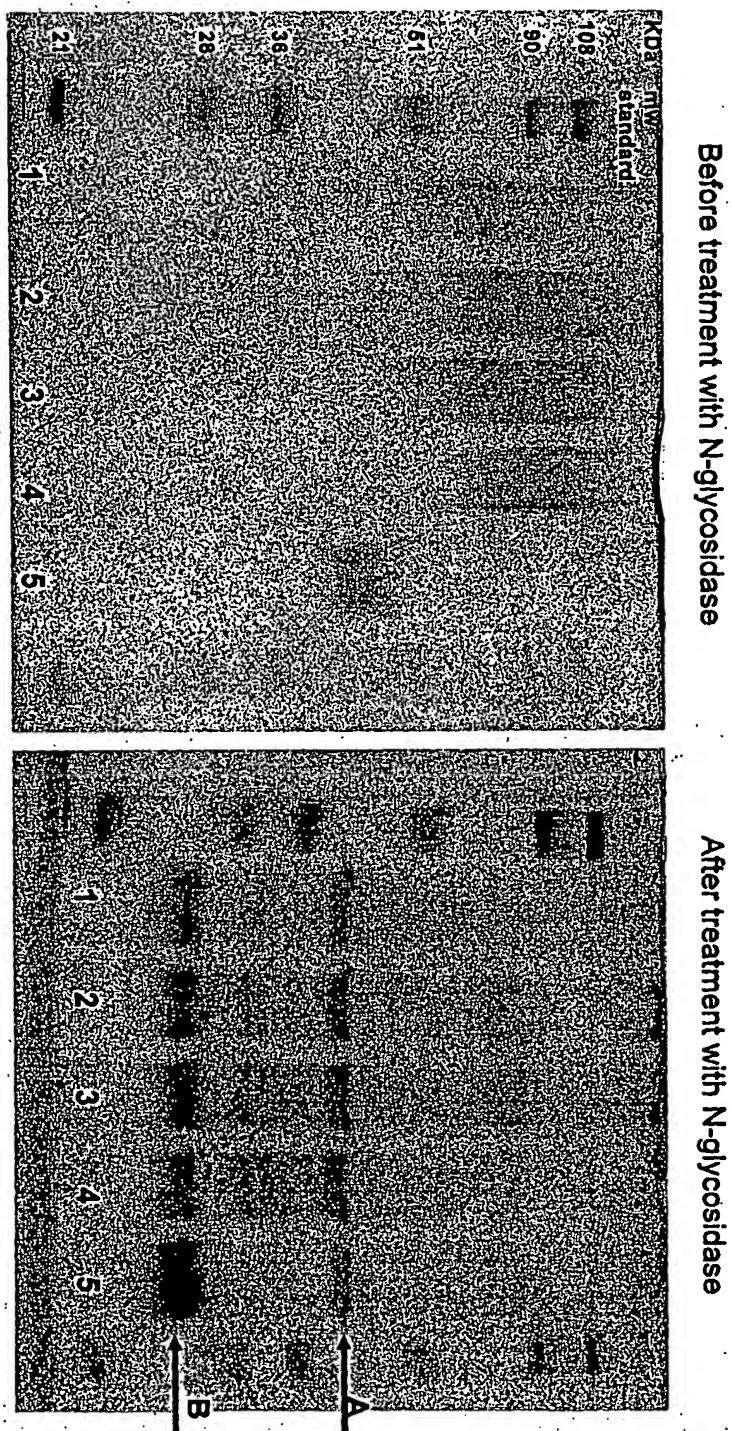 Before treatment with N-glycosidase
kDa mw
standard
108
90
51
36
28
21
1 2 3 4 5
After treatment with N-glycosidase
1 2 3 4 5
A
B